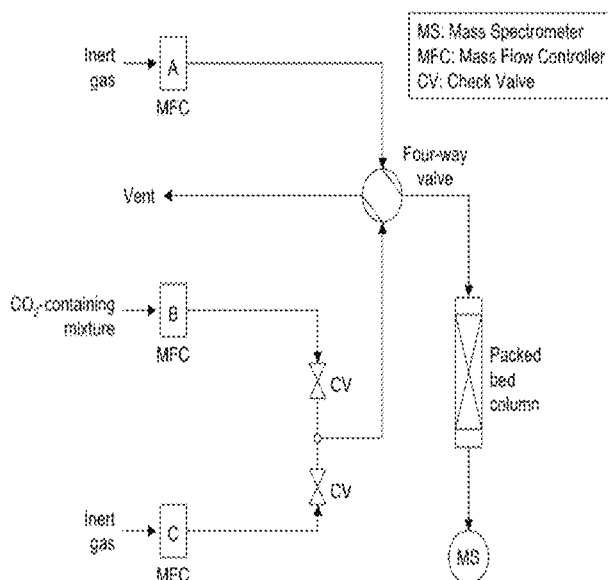 MS: Mass Spectrometer
MFC: Mass Flow Controller
CV: Check Valve
Inert
gas
A
MFC
Four-way
valve
Vent
CO₂-containing
mixture
B
MFC
CV
Packed
bed
column
CV
Inert
gas
C
MFC
MS